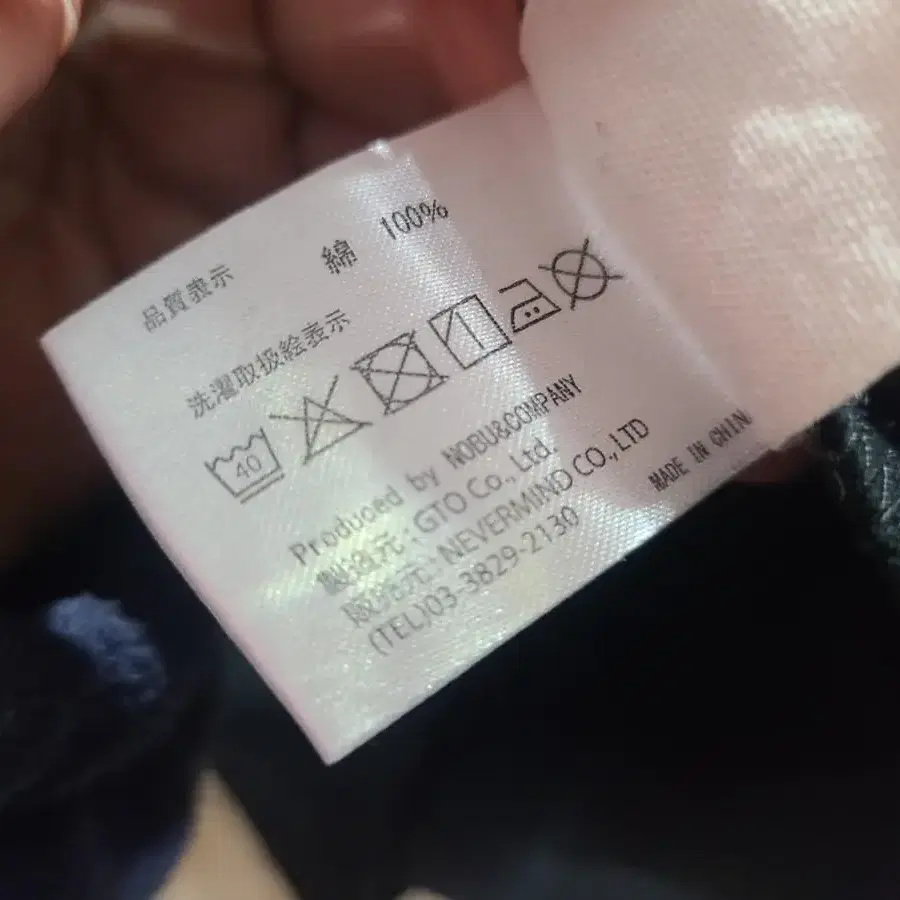 品質表示
綿 100%
洗濯取扱絵表示
40
Produced by NOBU&COMPANY
製造元:GTO Co., Ltd.
販売元:NEVERMIND CO., LTD
(TEL)03-3829-2130
MADE IN CHIN